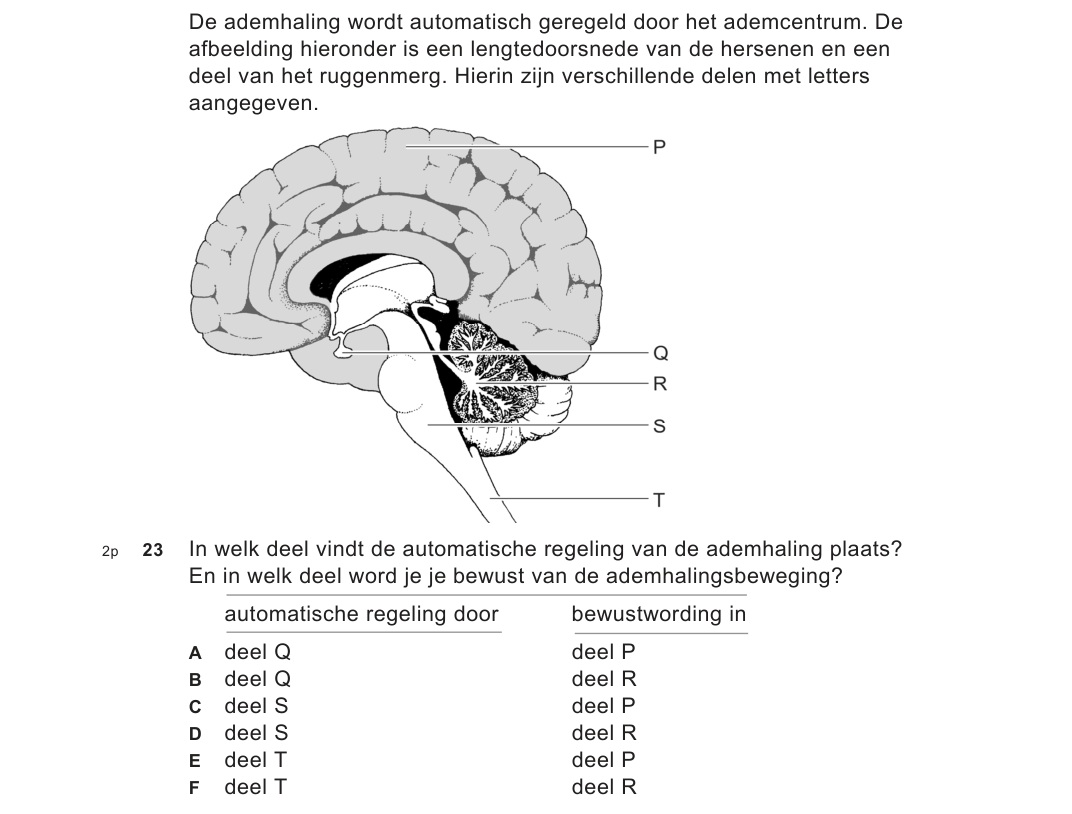 De ademhaling wordt automatisch geregeld door het ademcentrum. De
afbeelding hieronder is een lengtedoorsnede van de hersenen en een
deel van het ruggenmerg. Hierin zijn verschillende delen met letters
aangegeven.
P
Q
R
S
T
2p 23 In welk deel vindt de automatische regeling van de ademhaling plaats?
En in welk deel word je je bewust van de ademhalingsbeweging?
automatische regeling door bewustwording in
A deel Q deel P
B deel Q deel R
C deel S deel P
D deel S deel R
E deel T deel P
F deel T deel R